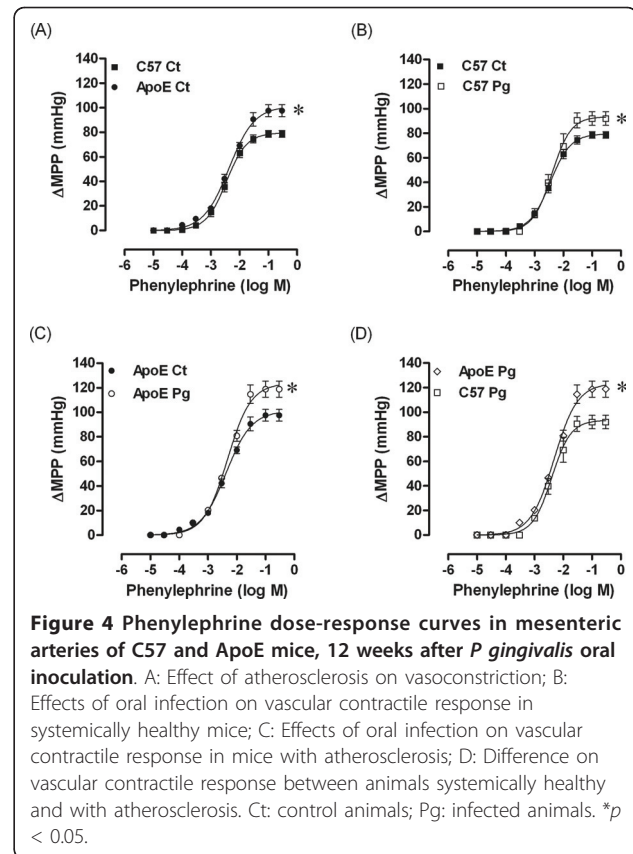 (A)
C57 Ct
ApoE Ct
ΔMPP (mmHg)
140
120
100
80
60
40
20
0
*
-6 -5 -4 -3 -2 -1 0
Phenylephrine (log M)
(B)
C57 Ct
C57 Pg
ΔMPP (mmHg)
140
120
100
80
60
40
20
0
*
-6 -5 -4 -3 -2 -1 0
Phenylephrine (log M)
(C)
ApoE Ct
ApoE Pg
ΔMPP (mmHg)
140
120
100
80
60
40
20
0
*
-6 -5 -4 -3 -2 -1 0
Phenylephrine (log M)
(D)
ApoE Pg
C57 Pg
ΔMPP (mmHg)
140
120
100
80
60
40
20
0
*
-6 -5 -4 -3 -2 -1 0
Phenylephrine (log M)
Figure 4 Phenylephrine dose-response curves in mesenteric
arteries of C57 and ApoE mice, 12 weeks after P gingivalis oral
inoculation. A: Effect of atherosclerosis on vasoconstriction; B:
Effects of oral infection on vascular contractile response in
systemically healthy mice; C: Effects of oral infection on vascular
contractile response in mice with atherosclerosis; D: Difference on
vascular contractile response between animals systemically healthy
and with atherosclerosis. Ct: control animals; Pg: infected animals. *p
< 0.05.